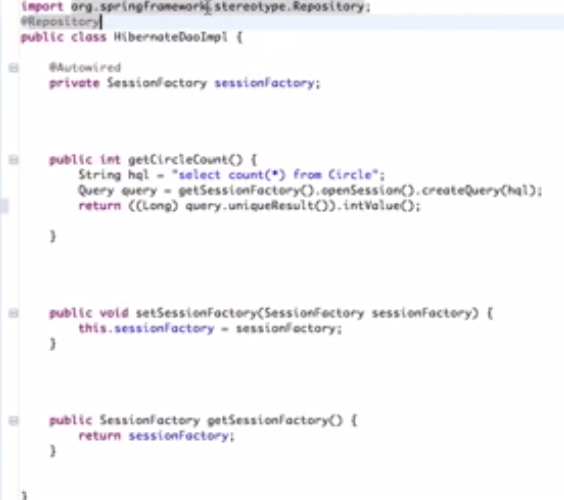 import org.springframework.stereotype.Repository;
@Repository
public class HibernateDaoImpl {
@Autowired
private SessionFactory sessionFactory;
public int getCircleCount() {
String hql = "select count(*) from Circle";
Query query = getSessionFactory().openSession().createQuery(hql);
return ((Long) query.uniqueResult()).intValue();
}
public void setSessionFactory(SessionFactory sessionFactory) {
this.sessionFactory = sessionFactory;
}
public SessionFactory getSessionFactory() {
return sessionFactory;
}
}